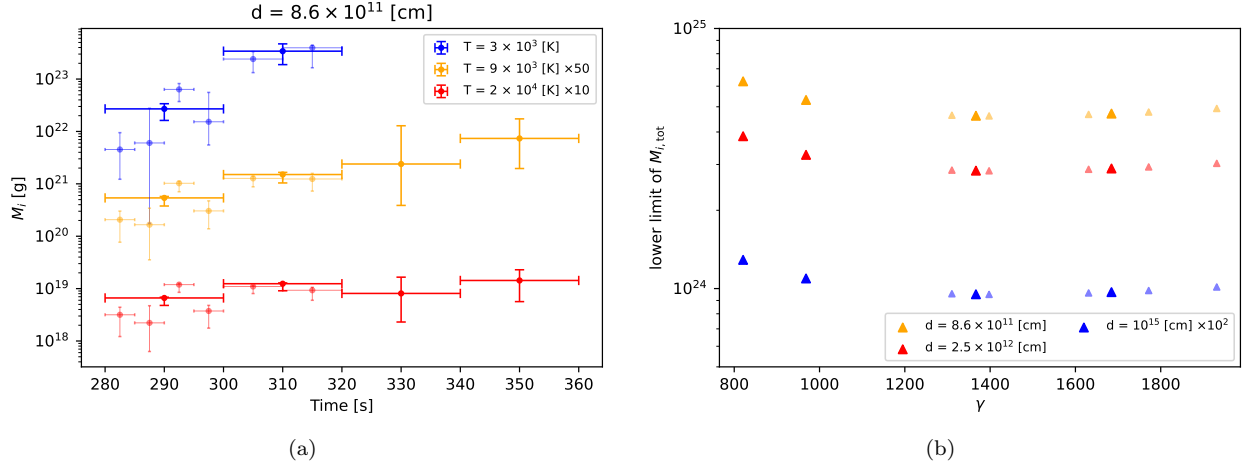 d = 8.6 × 10¹¹ [cm]
T = 3 × 10³ [K]
T = 9 × 10³ [K] ×50
T = 2 × 10⁴ [K] ×10
10²³
10²²
10²¹
10²⁰
10¹⁹
10¹⁸
Mᵢ [g]
280 290 300 310 320 330 340 350 360
Time [s]
(a)
10²⁵
10²⁴
lower limit of M_{i, tot}
d = 8.6 × 10¹¹ [cm]
d = 2.5 × 10¹² [cm]
d = 10¹⁵ [cm] ×10²
800 1000 1200 1400 1600 1800
γ
(b)